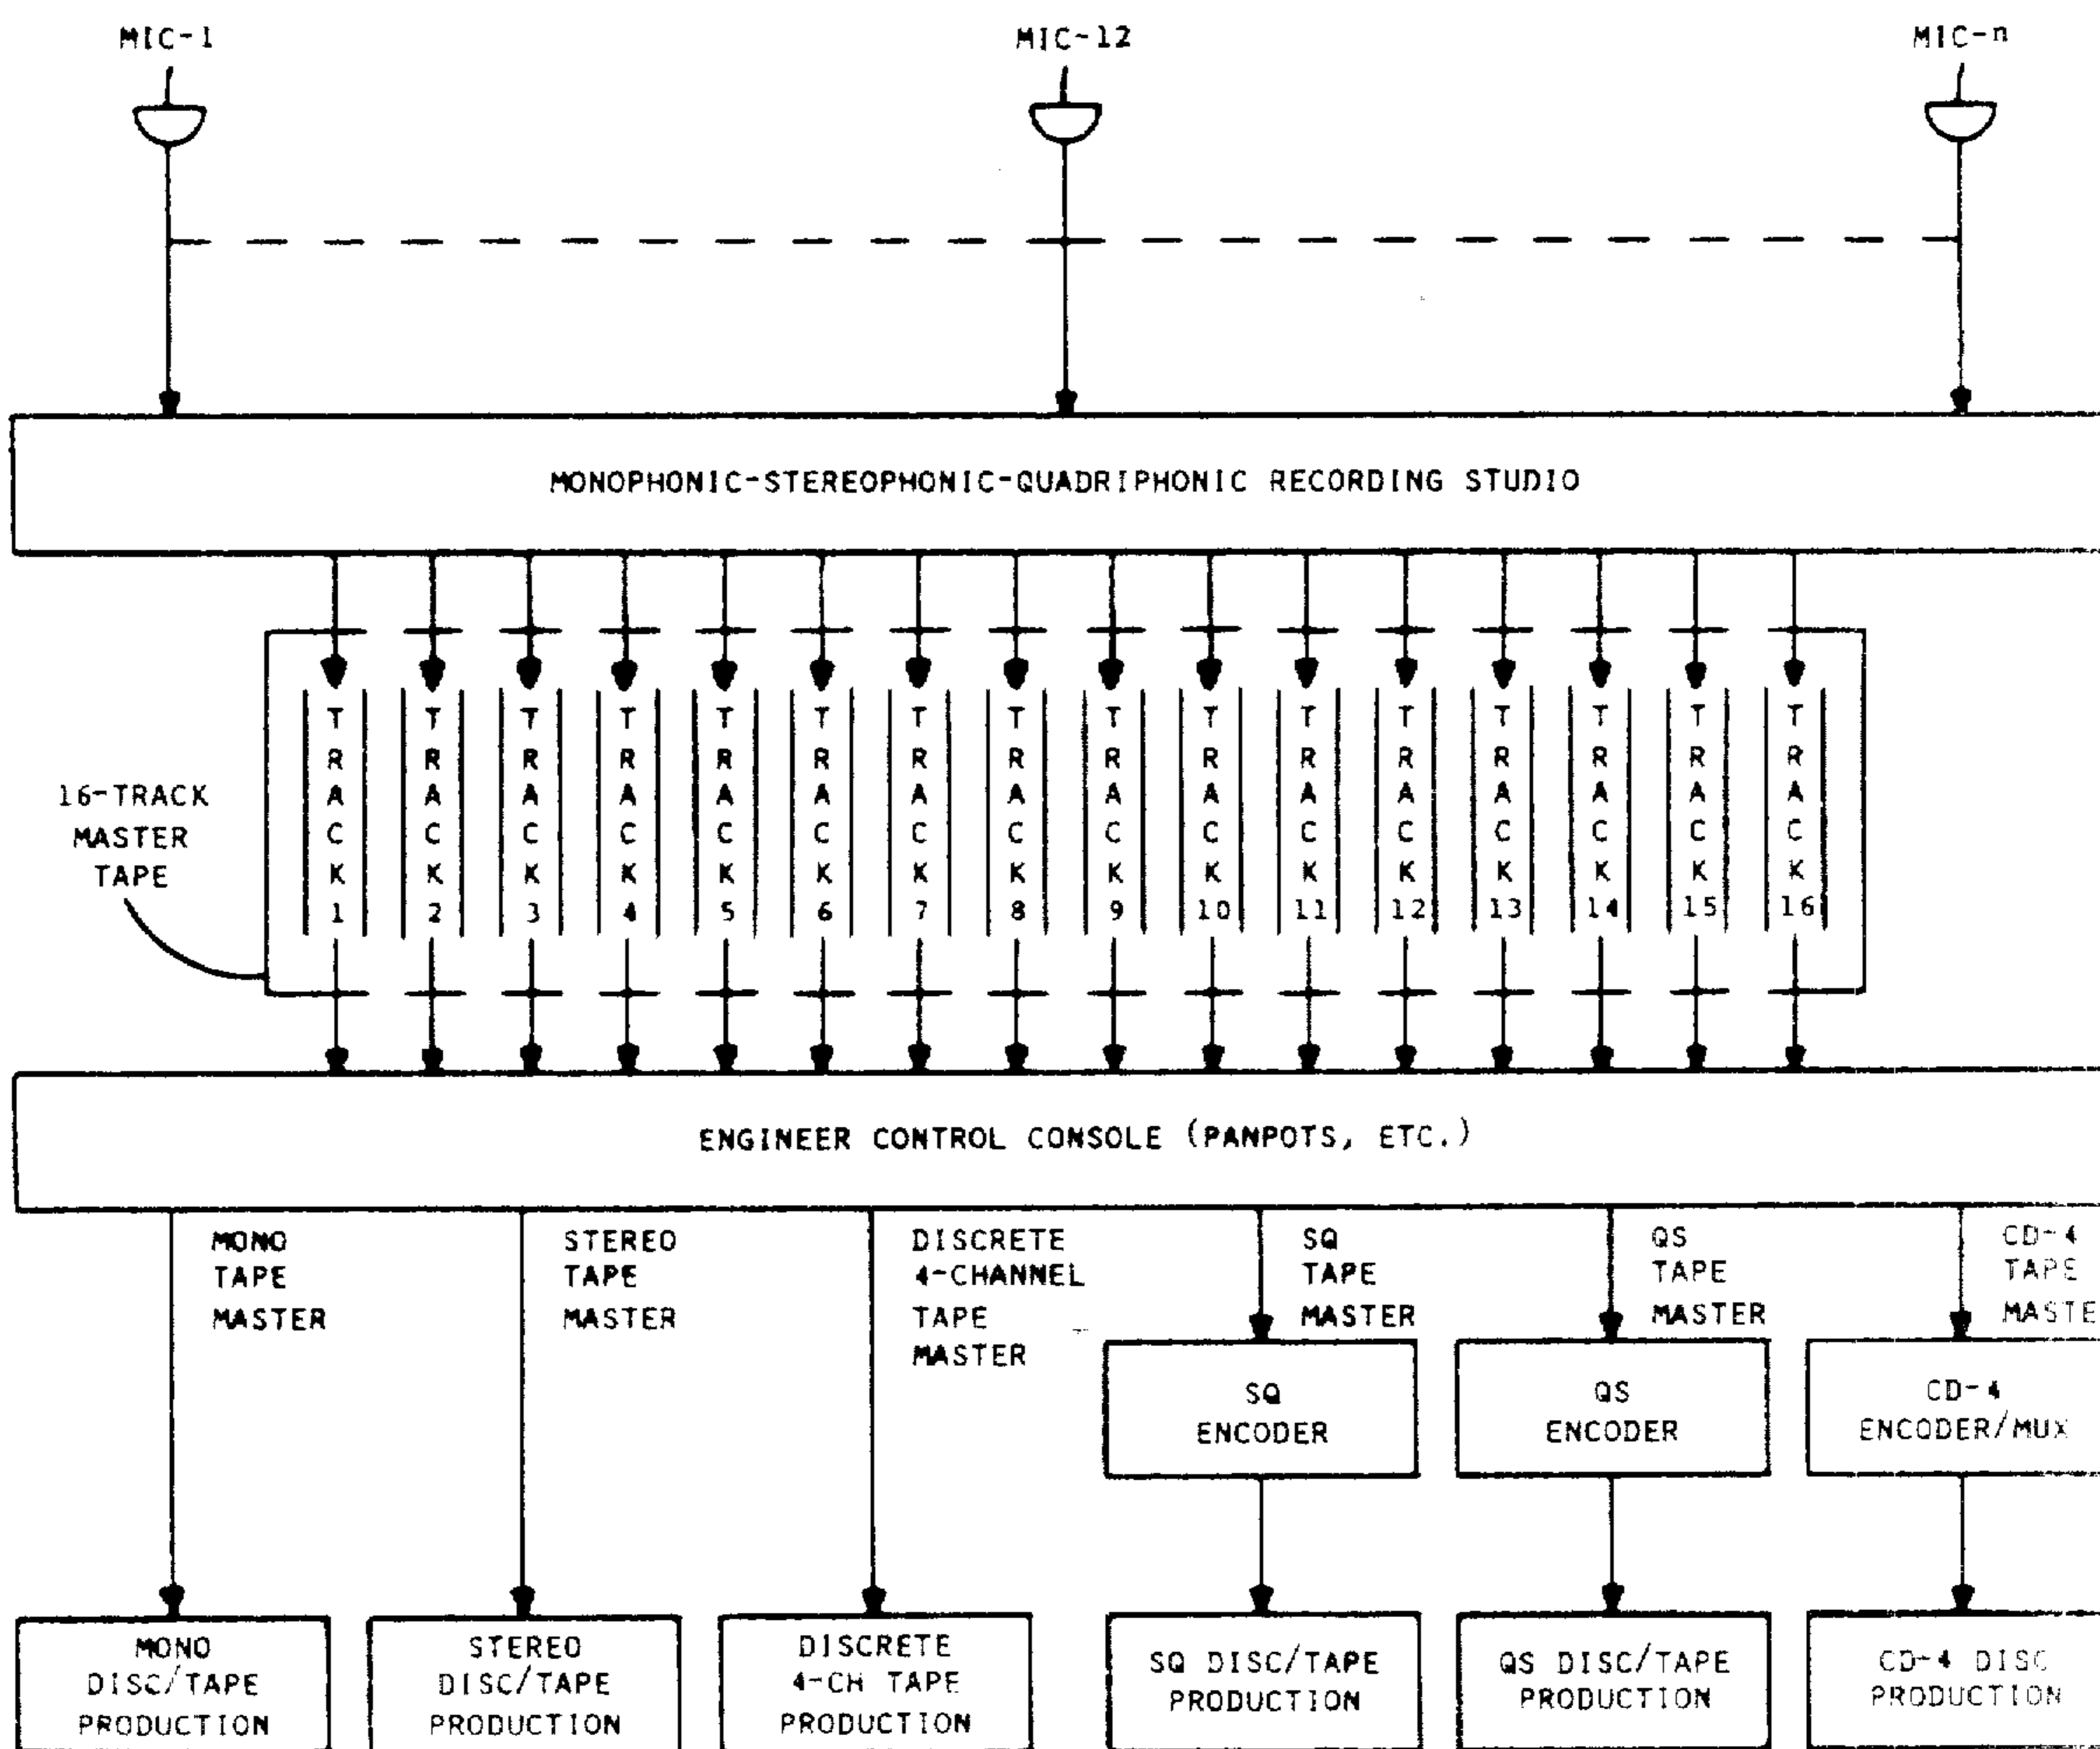 MIC-1
MIC-12
MIC-n
MONOPHONIC-STEREOPHONIC-QUADRIPHONIC RECORDING STUDIO
16-TRACK
MASTER
TAPE
TRACK 1
TRACK 2
TRACK 3
TRACK 4
TRACK 5
TRACK 6
TRACK 7
TRACK 8
TRACK 9
TRACK 10
TRACK 11
TRACK 12
TRACK 13
TRACK 14
TRACK 15
TRACK 16
ENGINEER CONTROL CONSOLE (PANPOTS, ETC.)
MONO
TAPE
MASTER
STEREO
TAPE
MASTER
DISCRETE
4-CHANNEL
TAPE
MASTER
SQ
TAPE
MASTER
QS
TAPE
MASTER
CD-4
TAPE
MASTE
SQ
ENCODER
QS
ENCODER
CD-4
ENCODER/MUX
MONO
DISC/TAPE
PRODUCTION
STEREO
DISC/TAPE
PRODUCTION
DISCRETE
4-CH TAPE
PRODUCTION
SQ DISC/TAPE
PRODUCTION
QS DISC/TAPE
PRODUCTION
CD-4 DISC
PRODUCTION